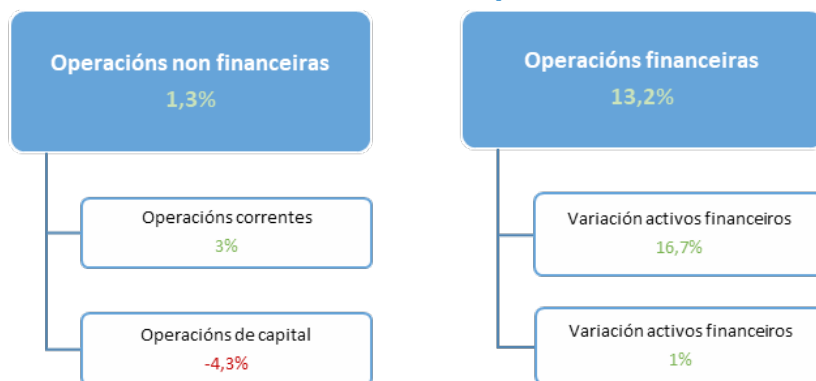 Operacións non financeiras
1,3%
Operacións correntes
3%
Operacións de capital
-4,3%
Operacións financeiras
13,2%
Variación activos financeiros
16,7%
Variación activos financeiros
1%